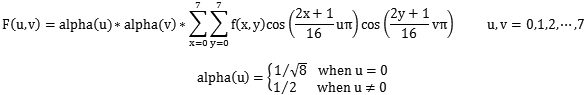 F(u,v) = alpha(u) * alpha(v) * ∑_{x=0}^{7} ∑_{y=0}^{7} f(x,y) cos((2x+1)/16 uπ) cos((2y+1)/16 vπ)    u,v = 0,1,2,⋯,7
alpha(u) = { 1/√8 when u = 0
1/2 when u ≠ 0